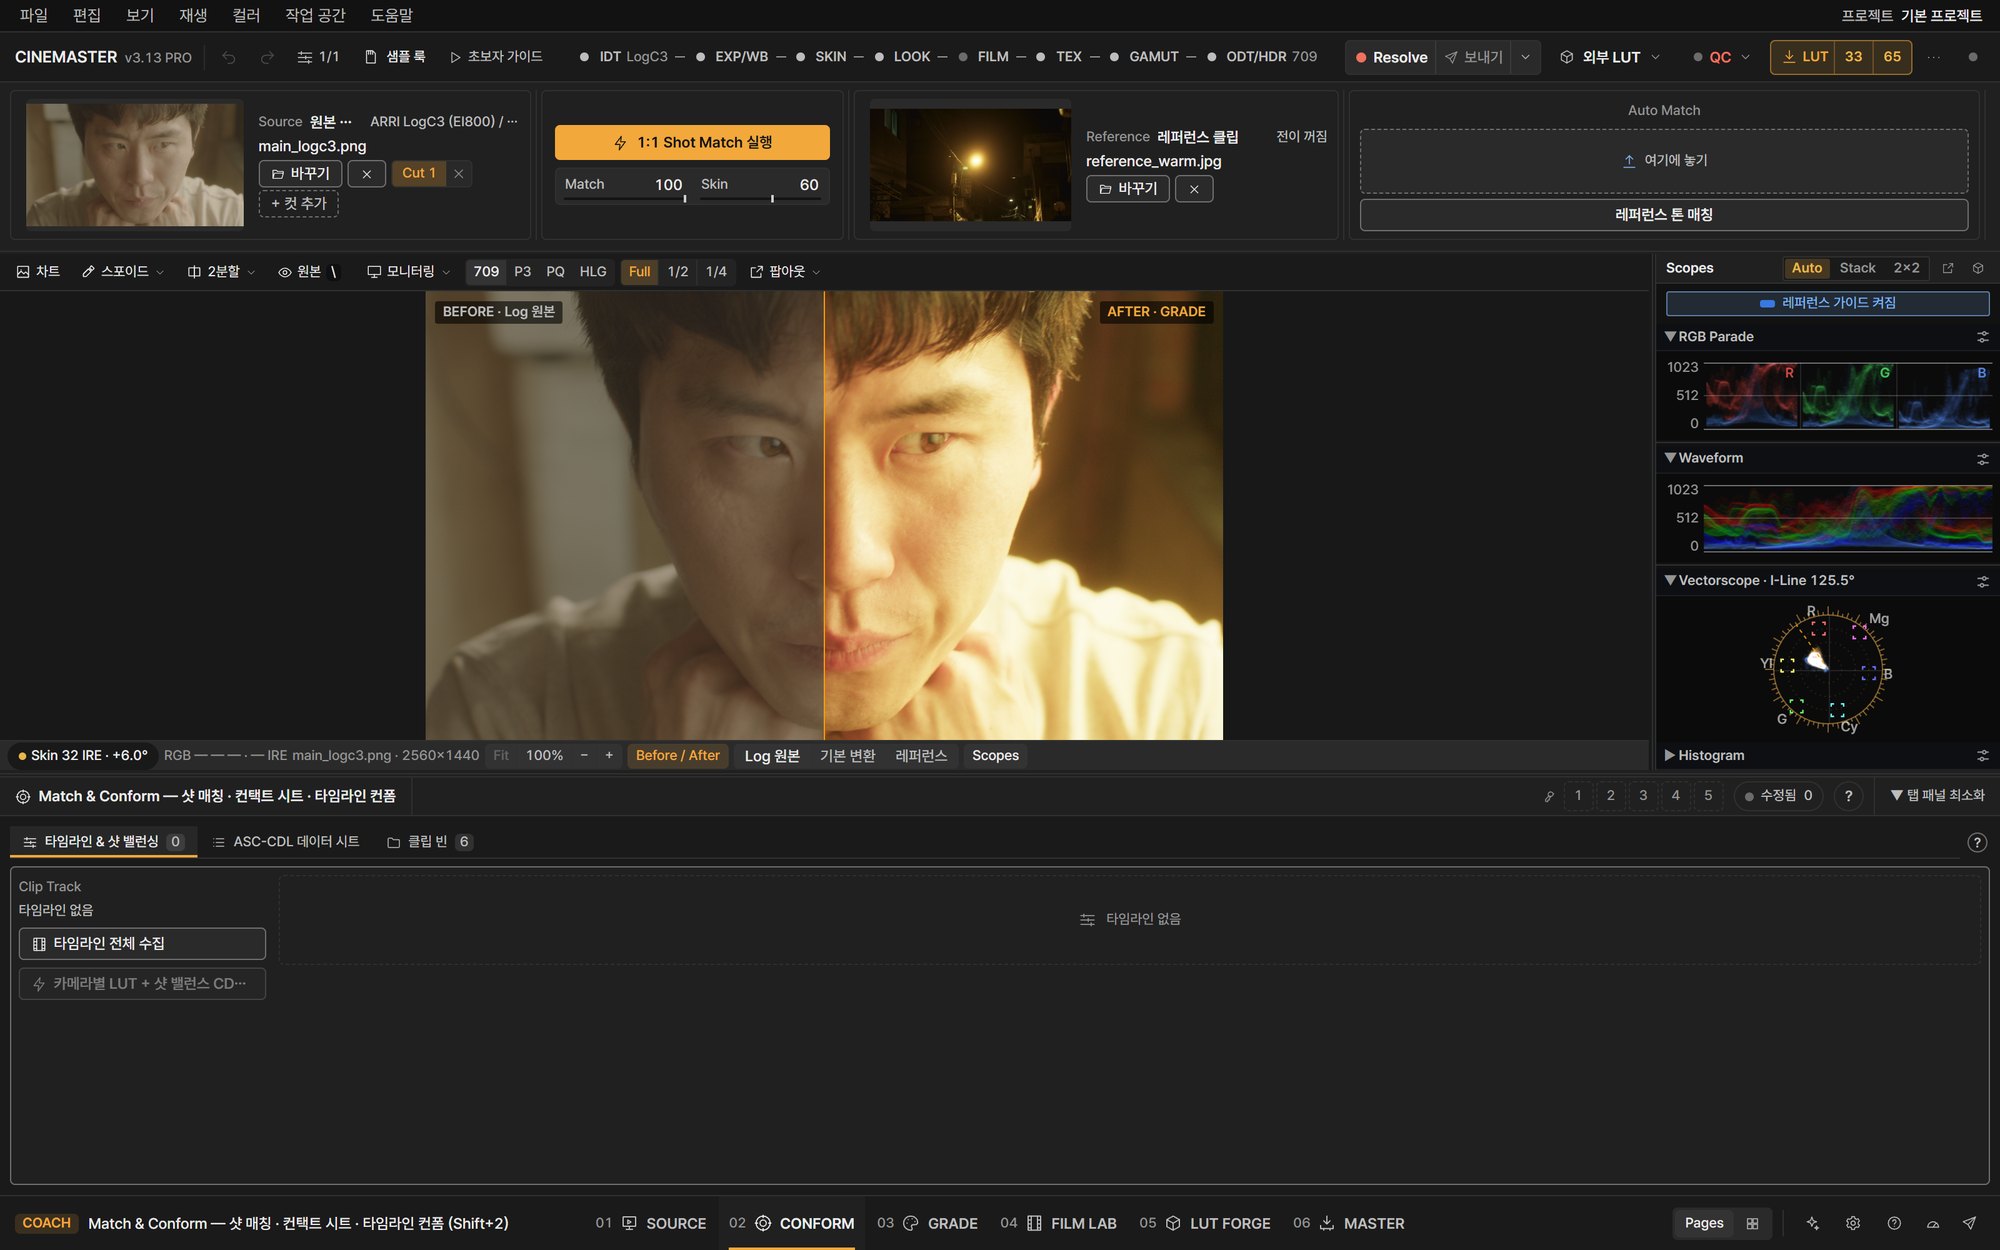 파일 편집 보기 재생 컬러 작업 공간 도움말 프로젝트 기본 프로젝트
CINEMASTER v3.13 PRO 1/1 샘플 룩 초보자 가이드 IDT LogC3 — EXP/WB — SKIN — LOOK — FILM — TEX — GAMUT — ODT/HDR 709 Resolve 보내기 외부 LUT QC LUT 33 65 ···
Source 원본 ··· ARRI LogC3 (EI800) / ···
main_logc3.png
바꾸기 × Cut 1 ×
+ 컷 추가
1:1 Shot Match 실행
Match 100 Skin 60
Reference 레퍼런스 클립 전이 꺼짐
reference_warm.jpg
바꾸기 ×
Auto Match
여기에 놓기
레퍼런스 톤 매칭
차트 스포이드 2분할 원본 \ 모니터링 709 P3 PQ HLG Full 1/2 1/4 팝아웃
BEFORE · Log 원본 AFTER · GRADE
Scopes Auto Stack 2×2
레퍼런스 가이드 켜짐
▼RGB Parade
1023 R G B
512
0
▼Waveform
1023
512
0
▼Vectorscope · I-Line 125.5°
R Mg
Yl B
G Cy
▶Histogram
Skin 32 IRE · +6.0° RGB — — — · — IRE main_logc3.png · 2560×1440 Fit 100% − + Before / After Log 원본 기본 변환 레퍼런스 Scopes
Match & Conform — 샷 매칭 · 컨택트 시트 · 타임라인 컨폼 1 2 3 4 5 수정됨 0 ? ▼탭 패널 최소화
타임라인 & 샷 밸런싱 0 ASC-CDL 데이터 시트 클립 빈 6 ?
Clip Track
타임라인 없음
타임라인 전체 수집
카메라별 LUT + 샷 밸런스 CD···
타임라인 없음
COACH Match & Conform — 샷 매칭 · 컨택트 시트 · 타임라인 컨폼 (Shift+2) 01 SOURCE 02 CONFORM 03 GRADE 04 FILM LAB 05 LUT FORGE 06 MASTER Pages